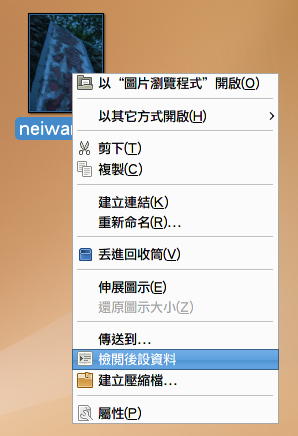 以“圖片瀏覽程式”開啟(O)
以其它方式開啟(H)
neiwa
剪下(T)
複製(C)
建立連結(K)
重新命名(R)...
丟進回收筒(V)
伸展圖示(E)
還原圖示大小(Z)
傳送到...
檢閱後設資料
建立壓縮檔...
屬性(P)